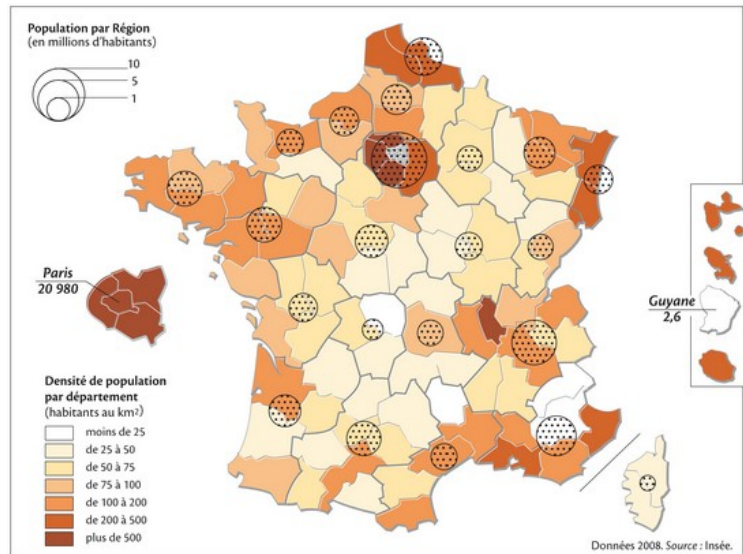 Population par Région
(en millions d'habitants)
10
5
1
Paris
20 980
Guyane
2,6
Densité de population
par département
(habitants au km²)
moins de 25
de 25 à 50
de 50 à 75
de 75 à 100
de 100 à 200
de 200 à 500
plus de 500
Données 2008. Source : Insée.